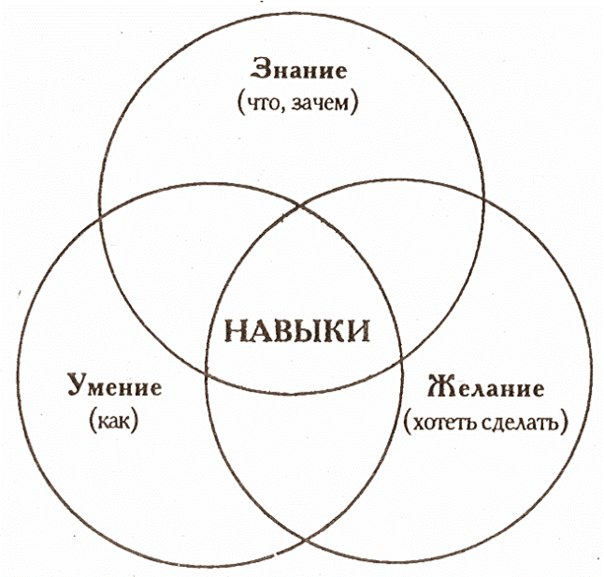 Знание
(что, зачем)
НАВЫКИ
Умение
(как)
Желание
(хотеть сделать)